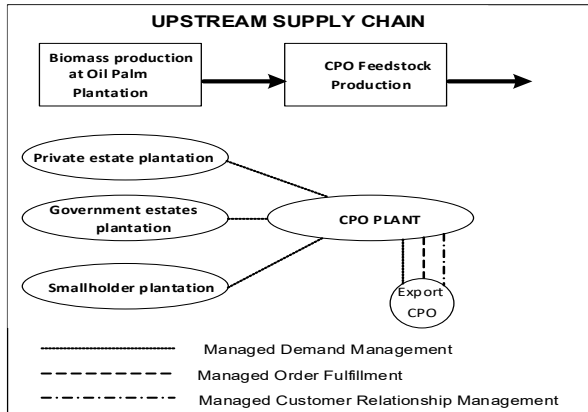 UPSTREAM SUPPLY CHAIN
Biomass production
at Oil Palm
Plantation
CPO Feedstock
Production
Private estate plantation
Government estates
plantation
CPO PLANT
Smallholder plantation
Export
CPO
Managed Demand Management
Managed Order Fulfillment
Managed Customer Relationship Management